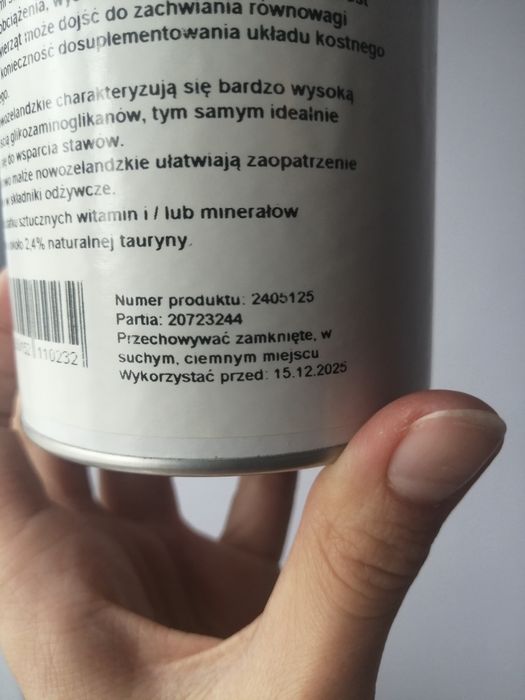 obciążenia,
może dojść do zachwiania równowagi
konieczność dosuplementowania układu kostnego
charakteryzują się bardzo wysoką
glikozaminoglikanów, tym samym idealnie
do wsparcia stawów.
małże nowozelandzkie ułatwiają zaopatrzenie
w składniki odżywcze.
sztucznych witamin i / lub minerałów
około 2,4% naturalnej tauryny.
Numer produktu: 2405125
Partia: 20723244
Przechowywać zamknięte, w
suchym, ciemnym miejscu
Wykorzystać przed: 15.12.2025
110232